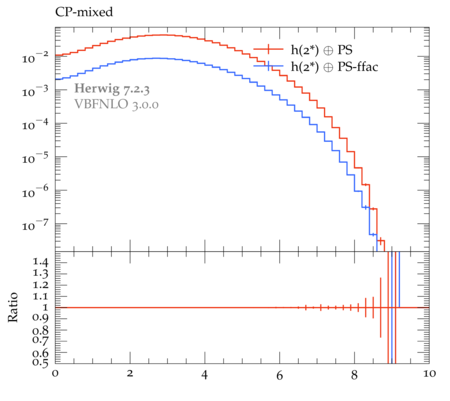 CP-mixed
h(2*) ⊕ PS
h(2*) ⊕ PS-ffac
Herwig 7.2.3
VBFNLO 3.0.0
10⁻²
10⁻³
10⁻⁴
10⁻⁵
10⁻⁶
10⁻⁷
Ratio
1.4
1.3
1.2
1.1
1
0.9
0.8
0.7
0.6
0.5
0 2 4 6 8 10